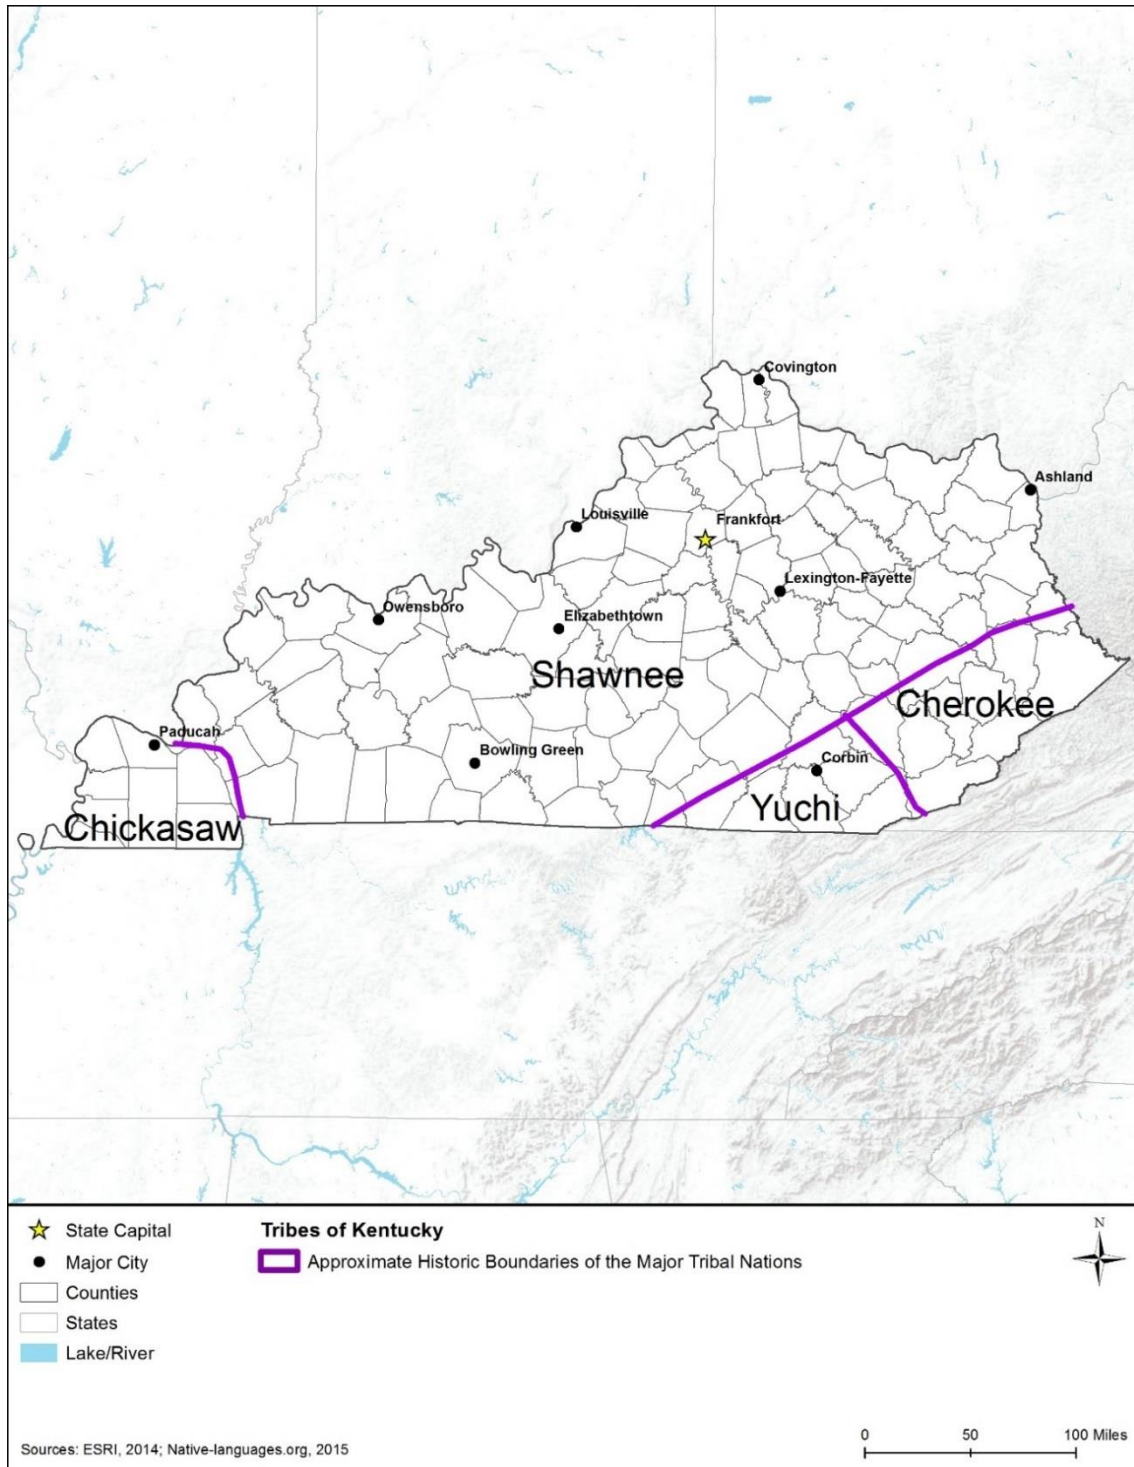 Covington
Ashland
Louisville
Frankfort
Lexington-Fayette
Owensboro
Elizabethtown
Shawnee
Cherokee
Paducah
Bowling Green
Corbin
Yuchi
Chickasaw
State Capital
Major City
Counties
States
Lake/River
Tribes of Kentucky
Approximate Historic Boundaries of the Major Tribal Nations
N
Sources: ESRI, 2014; Native-languages.org, 2015
0 50 100 Miles